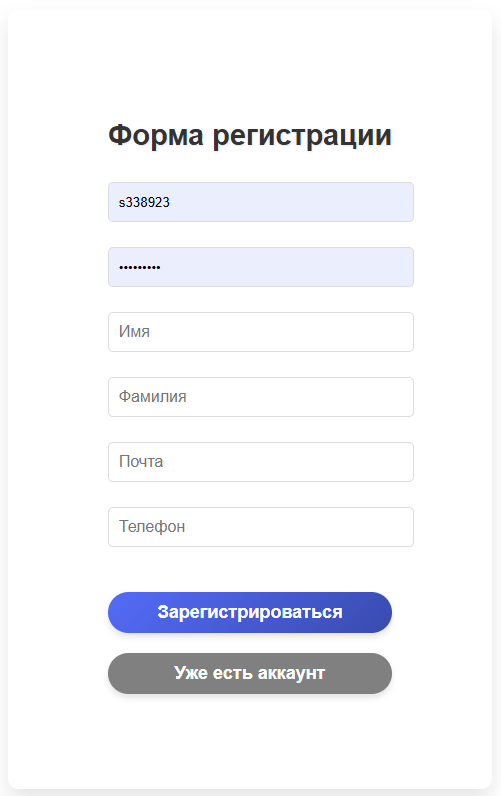 Форма регистрации
s338923
•••••••••
Имя
Фамилия
Почта
Телефон
Зарегистрироваться
Уже есть аккаунт